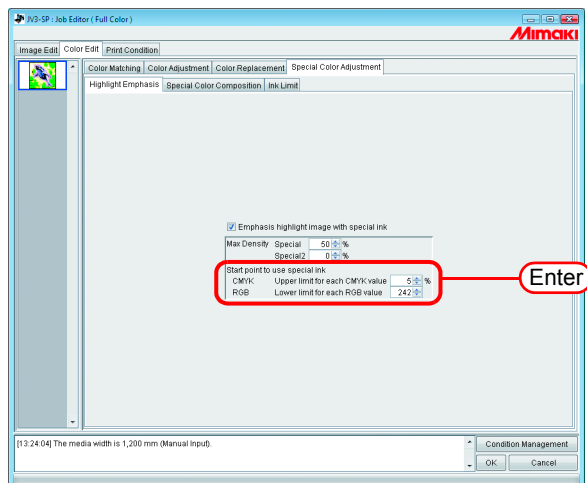 JV3-SP : Job Editor ( Full Color )
Mimaki
Image Edit Color Edit Print Condition
Color Matching Color Adjustment Color Replacement Special Color Adjustment
Highlight Emphasis Special Color Composition Ink Limit
Emphasis highlight image with special ink
Max Density Special 50 %
Special2 0 %
Start point to use special ink
CMYK Upper limit for each CMYK value 5 %
RGB Lower limit for each RGB value 242
Enter
[13:24:04] The media width is 1,200 mm (Manual Input).
Condition Management
OK Cancel